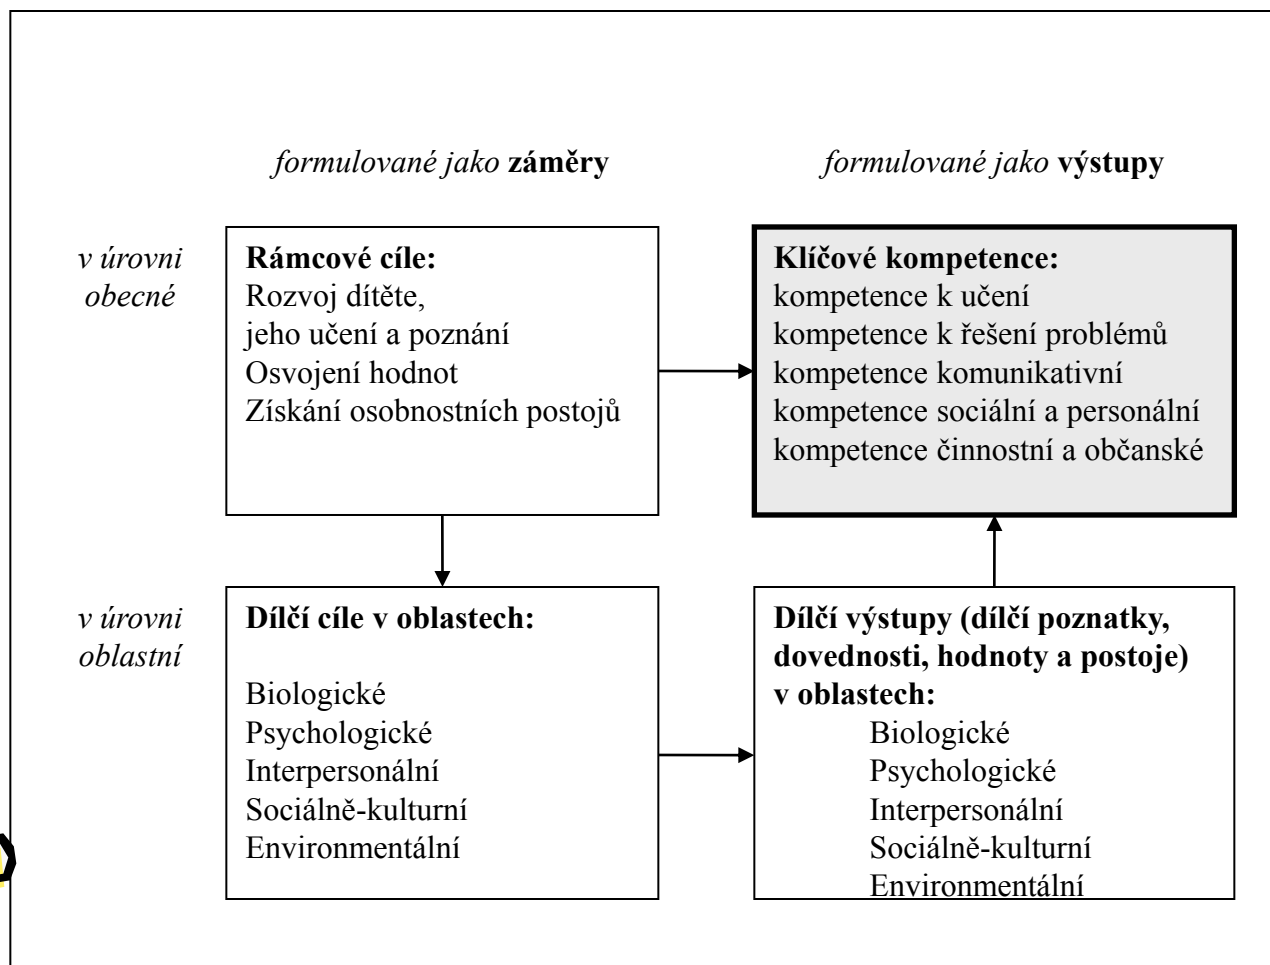 formulované jako záměry
formulované jako výstupy
v úrovni
obecné
Rámcové cíle:
Rozvoj dítěte,
jeho učení a poznání
Osvojení hodnot
Získání osobnostních postojů
Klíčové kompetence:
kompetence k učení
kompetence k řešení problémů
kompetence komunikativní
kompetence sociální a personální
kompetence činnostní a občanské
v úrovni
oblastní
Dílčí cíle v oblastech:
Biologické
Psychologické
Interpersonální
Sociálně-kulturní
Environmentální
Dílčí výstupy (dílčí poznatky,
dovednosti, hodnoty a postoje)
v oblastech:
Biologické
Psychologické
Interpersonální
Sociálně-kulturní
Environmentální